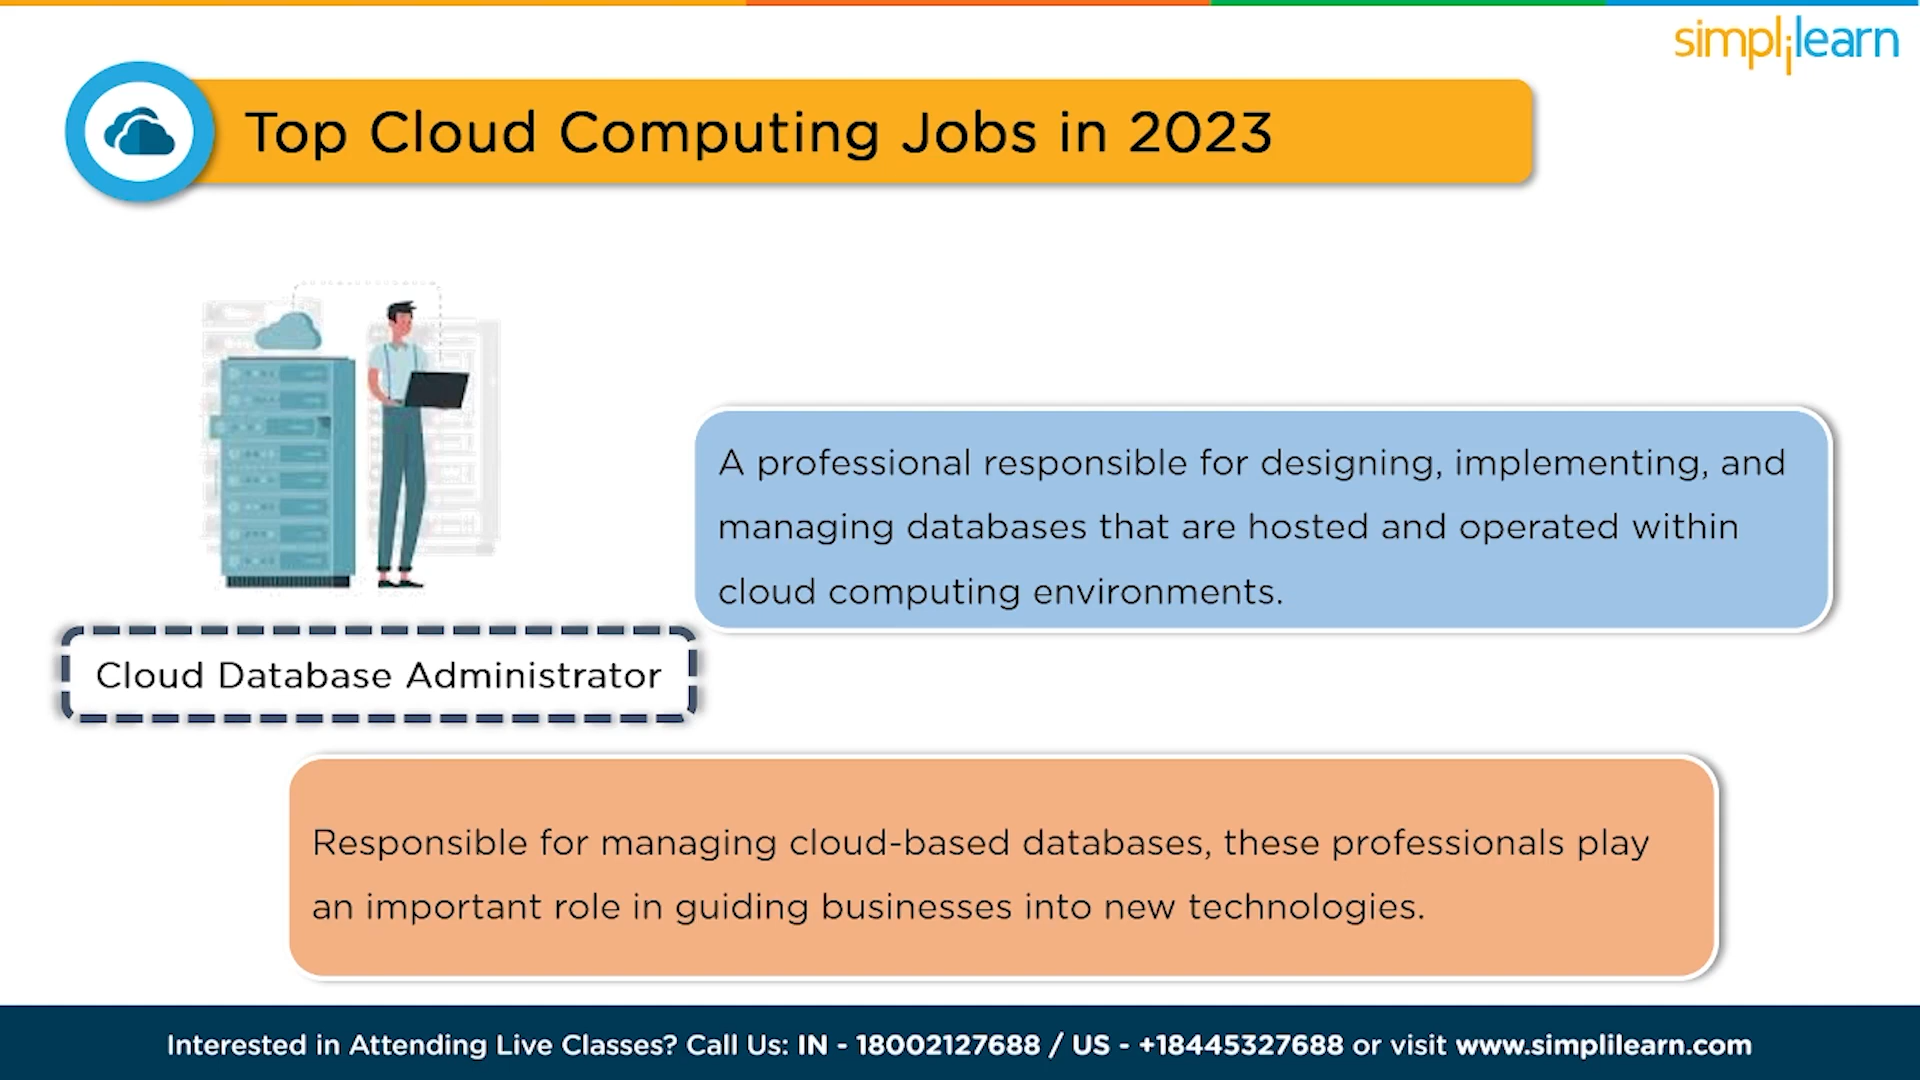 simplilearn
Top Cloud Computing Jobs in 2023
A professional responsible for designing, implementing, and
managing databases that are hosted and operated within
cloud computing environments.
Cloud Database Administrator
Responsible for managing cloud-based databases, these professionals play
an important role in guiding businesses into new technologies.
Interested in Attending Live Classes? Call Us: IN - 18002127688 / US - +18445327688 or visit www.simplilearn.com